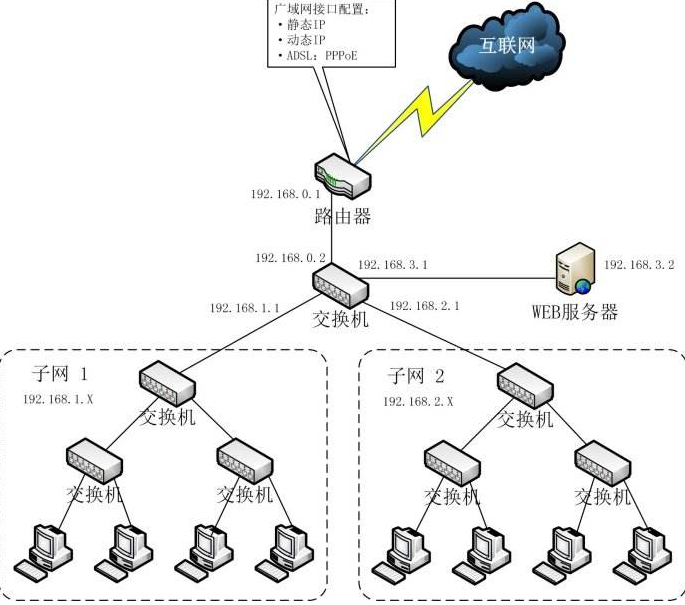 广域网接口配置：
·静态IP
·动态IP
·ADSL：PPPoE
互联网
192.168.0.1
路由器
192.168.0.2
192.168.3.1
192.168.3.2
192.168.1.1
交换机
192.168.2.1
WEB服务器
子网 1
192.168.1.X
交换机
交换机
交换机
子网 2
192.168.2.X
交换机
交换机
交换机